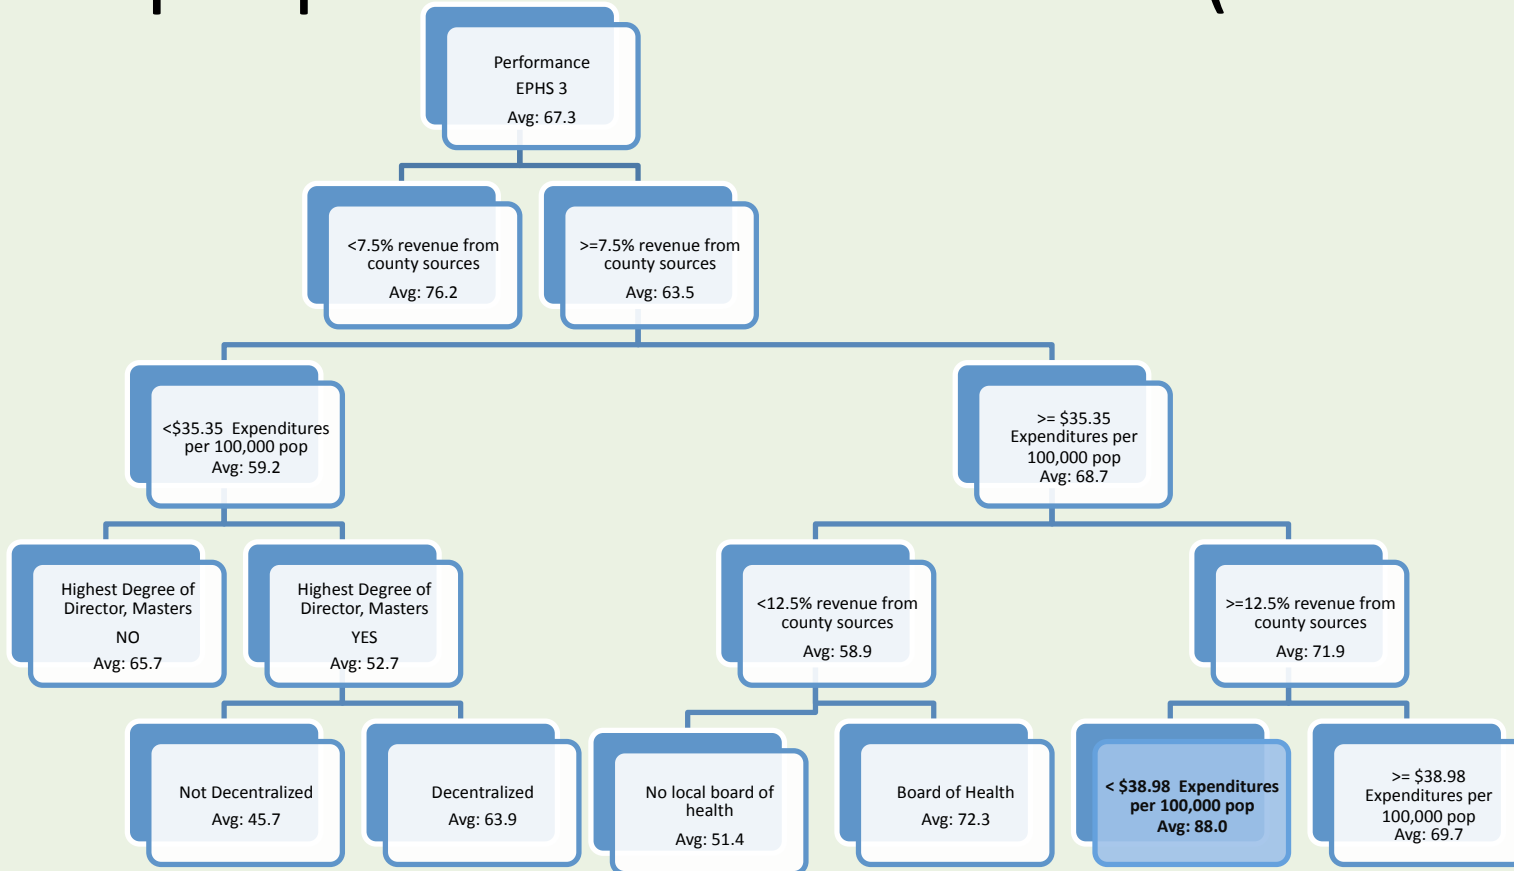 Performance
EPHS 3
Avg: 67.3
<7.5% revenue from
county sources
Avg: 76.2
>=7.5% revenue from
county sources
Avg: 63.5
<$35.35  Expenditures
per 100,000 pop
Avg: 59.2
>= $35.35
Expenditures per
100,000 pop
Avg: 68.7
Highest Degree of
Director, Masters
NO
Avg: 65.7
Highest Degree of
Director, Masters
YES
Avg: 52.7
<12.5% revenue from
county sources
Avg: 58.9
>=12.5% revenue from
county sources
Avg: 71.9
Not Decentralized
Avg: 45.7
Decentralized
Avg: 63.9
No local board of
health
Avg: 51.4
Board of Health
Avg: 72.3
< $38.98  Expenditures
per 100,000 pop
Avg: 88.0
>= $38.98
Expenditures per
100,000 pop
Avg: 69.7